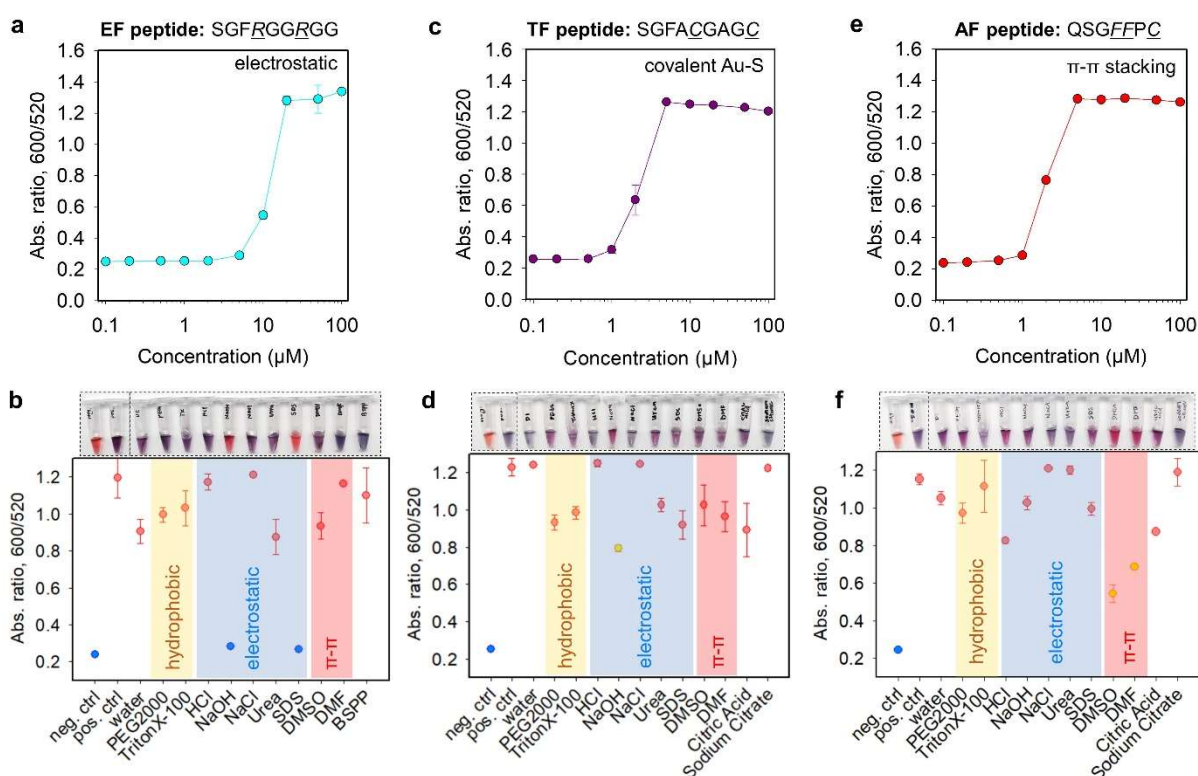 a EF peptide: SGFRGGRGG
electrostatic
Abs. ratio, 600/520
1.6
1.4
1.2
1.0
0.8
0.6
0.4
0.2
0.0
0.1 1 10 100
Concentration (μM)
c TF peptide: SGFACGAGC
covalent Au-S
Abs. ratio, 600/520
1.6
1.4
1.2
1.0
0.8
0.6
0.4
0.2
0.0
0.1 1 10 100
Concentration (μM)
e AF peptide: QSGFFPC
π-π stacking
Abs. ratio, 600/520
1.6
1.4
1.2
1.0
0.8
0.6
0.4
0.2
0.0
0.1 1 10 100
Concentration (μM)
b
Abs. ratio, 600/520
1.2
1.0
0.8
0.6
0.4
0.2
hydrophobic
electrostatic
π-π
neg. ctrl
pos. ctrl
water
PEG2000
TritonX-100
HCl
NaOH
NaCl
Urea
SDS
DMSO
DMF
BSPP
d
Abs. ratio, 600/520
1.2
1.0
0.8
0.6
0.4
0.2
hydrophobic
electrostatic
π-π
neg. ctrl
pos. ctrl
water
PEG2000
TritonX-100
HCl
NaOH
NaCl
Urea
SDS
DMSO
DMF
Citric Acid
Sodium Citrate
f
Abs. ratio, 600/520
1.2
1.0
0.8
0.6
0.4
0.2
hydrophobic
electrostatic
π-π
neg. ctrl
pos. ctrl
water
PEG2000
TritonX-100
HCl
NaOH
NaCl
Urea
SDS
DMSO
DMF
Citric Acid
Sodium Citrate